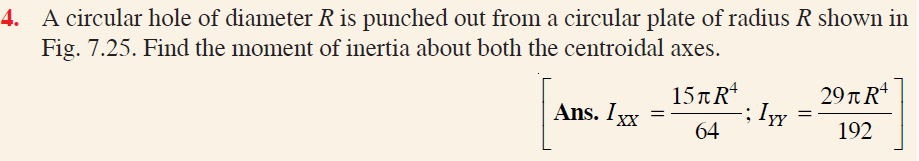 4. A circular hole of diameter R is punched out from a circular plate of radius R shown in
Fig. 7.25. Find the moment of inertia about both the centroidal axes.
[Ans. I_XX = 15πR⁴/64; I_YY = 29πR⁴/192]